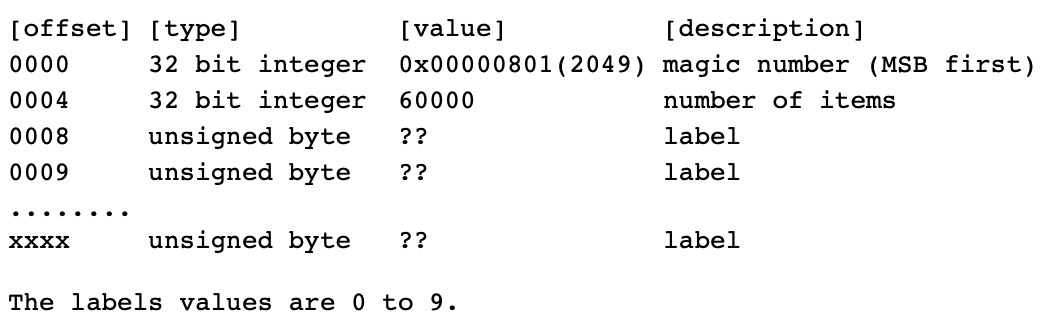 [offset] [type] [value] [description]
0000 32 bit integer 0x00000801(2049) magic number (MSB first)
0004 32 bit integer 60000 number of items
0008 unsigned byte ?? label
0009 unsigned byte ?? label
........
xxxx unsigned byte ?? label
The labels values are 0 to 9.